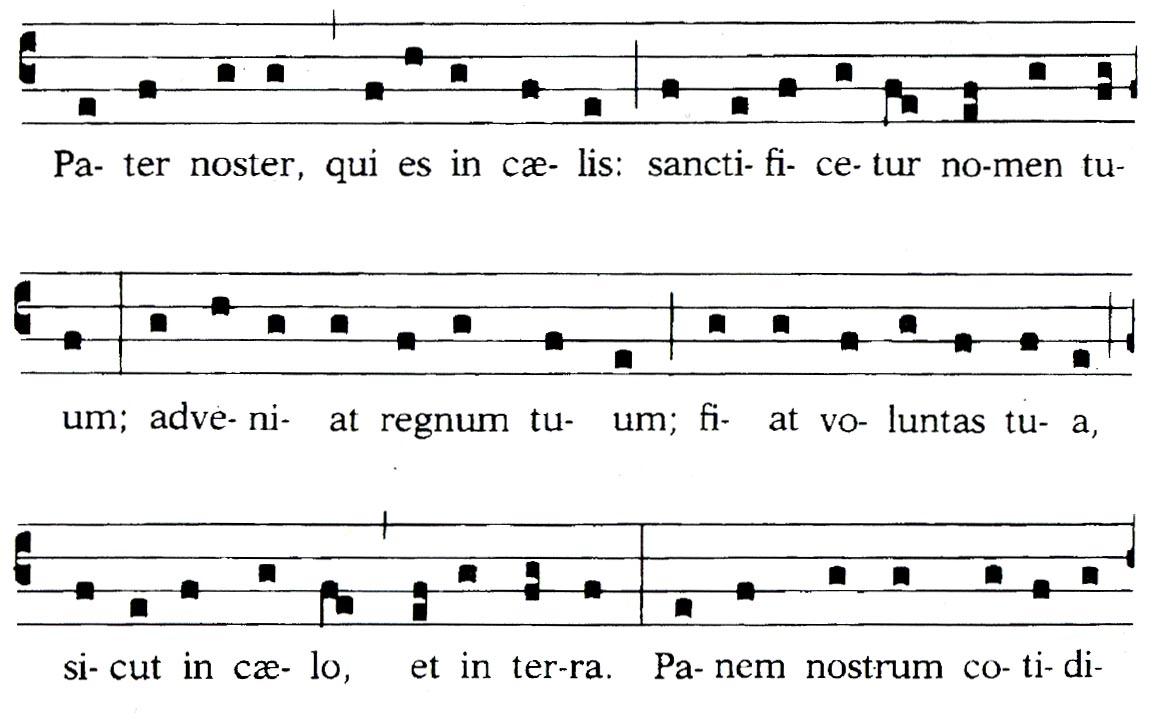 Pa- ter noster, qui es in cæ- lis: sancti- fi- ce- tur no-men tu-
um; adve- ni- at regnum tu- um; fi- at vo- luntas tu- a,
si- cut in cæ- lo, et in ter-ra. Pa- nem nostrum co- ti- di-